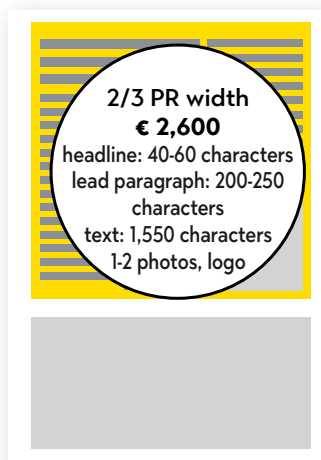 2/3 PR width
€ 2,600
headline: 40-60 characters
lead paragraph: 200-250
characters
text: 1,550 characters
1-2 photos, logo